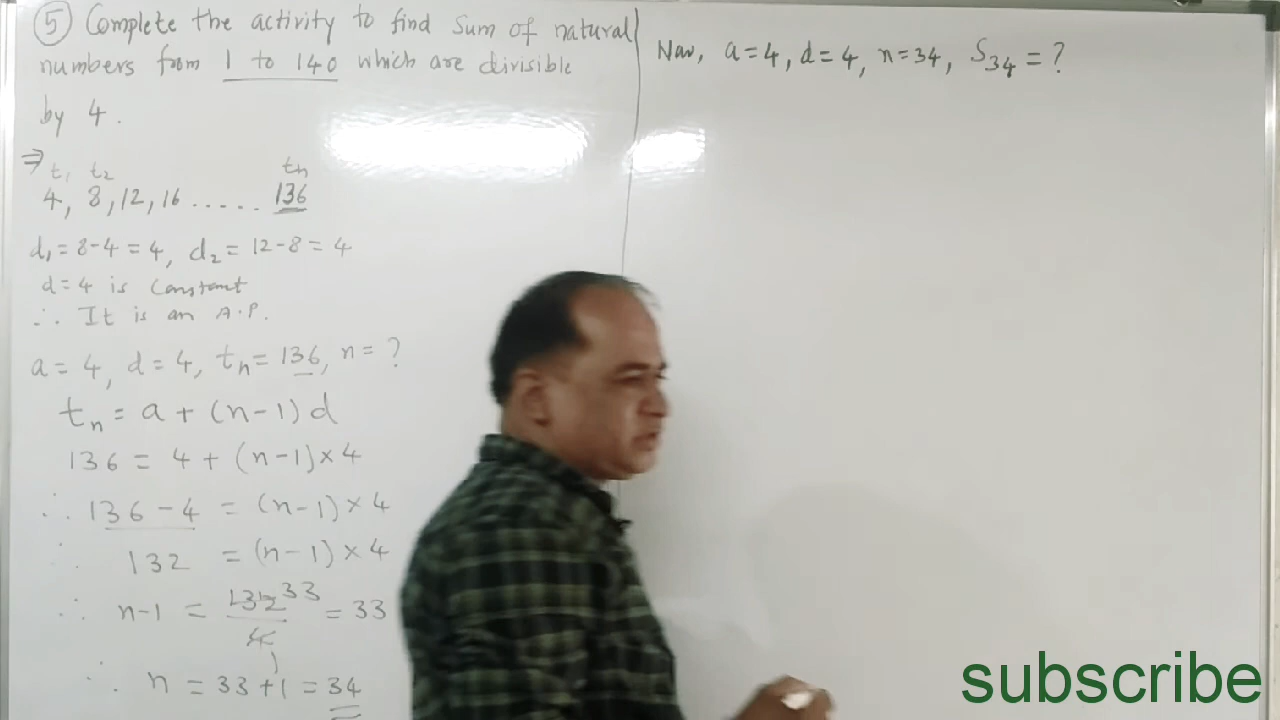 ⑤ Complete the activity to find Sum of natural
numbers from 1 to 140 which are divisible
by 4.
⇒ t₁ t₂ tn
4, 8, 12, 16 ..... 136
d₁ = 8-4 = 4, d₂ = 12-8 = 4
d = 4 is Constant
∴ It is an A.P.
a = 4, d = 4, tn = 136, n = ?
tn = a + (n-1) d
136 = 4 + (n-1) × 4
∴ 136 - 4 = (n-1) × 4
∴ 132 = (n-1) × 4
∴ n-1 = 132 33 / 4 1 = 33
∴ n = 33 + 1 = 34
Now, a = 4, d = 4, n = 34, S₃₄ = ?
subscribe